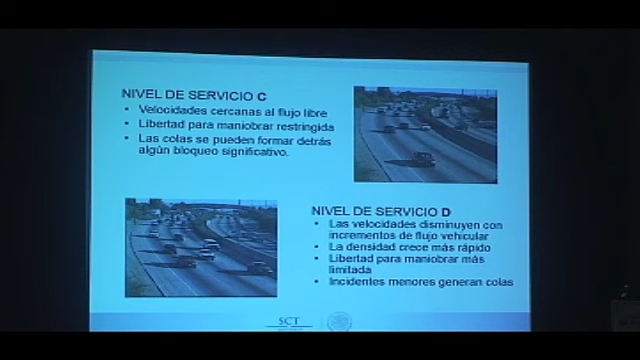 NIVEL DE SERVICIO C
• Velocidades cercanas al flujo libre
• Libertad para maniobrar restringida
• Las colas se pueden formar detrás
algún bloqueo significativo.
NIVEL DE SERVICIO D
• Las velocidades disminuyen con
incrementos de flujo vehicular
• La densidad crece más rápido
• Libertad para maniobrar más
limitada
• Incidentes menores generan colas
SCT